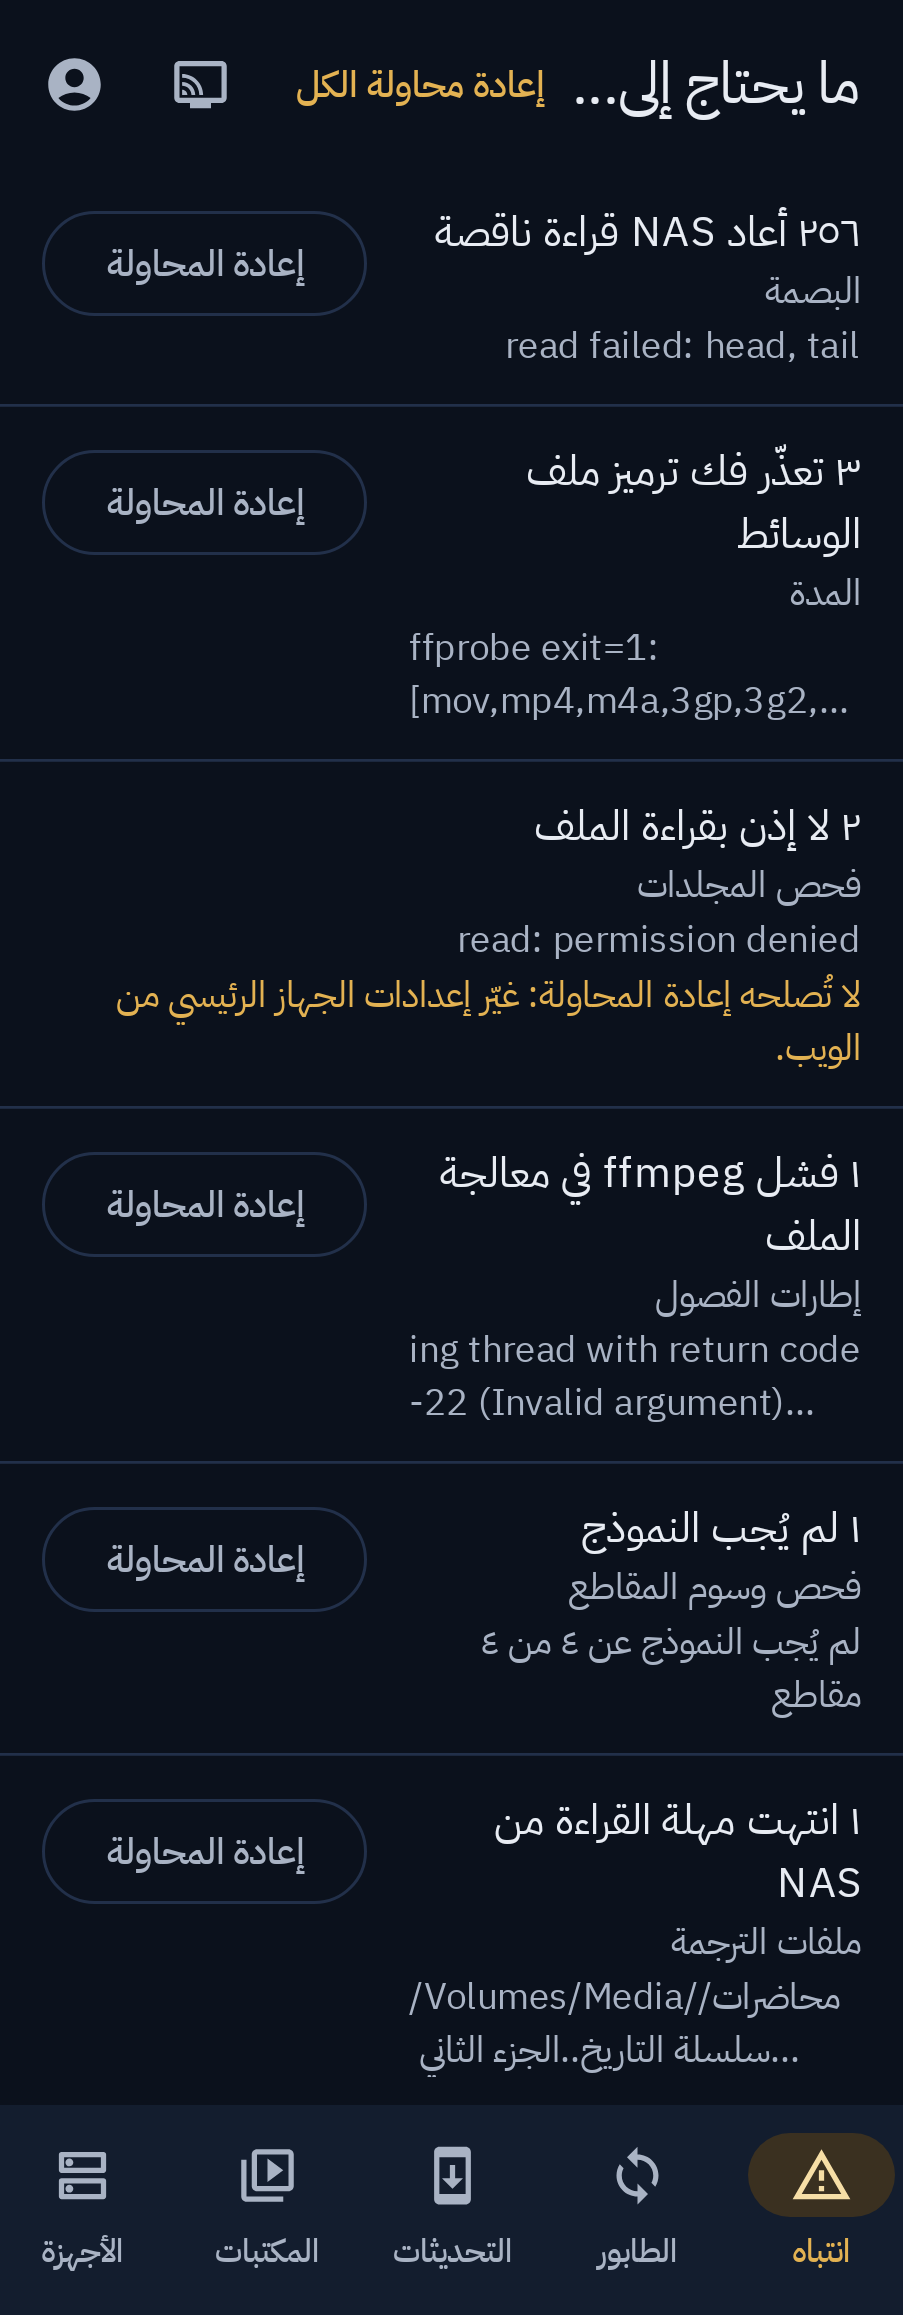 ما يحتاج إلى...
إعادة محاولة الكل
٢٥٦ أعاد NAS قراءة ناقصة
البصمة
read failed: head, tail
إعادة المحاولة
٣ تعذّر فك ترميز ملف
الوسائط
المدة
ffprobe exit=1:
[mov,mp4,m4a,3gp,3g2,...
إعادة المحاولة
٢ لا إذن بقراءة الملف
فحص المجلدات
read: permission denied
لا تُصلحه إعادة المحاولة: غيّر إعدادات الجهاز الرئيسي من
الويب.
١ فشل ffmpeg في معالجة
الملف
إطارات الفصول
ing thread with return code
-22 (Invalid argument)...
إعادة المحاولة
١ لم يُجب النموذج
فحص وسوم المقاطع
لم يُجب النموذج عن ٤ من ٤
مقاطع
إعادة المحاولة
١ انتهت مهلة القراءة من
NAS
ملفات الترجمة
/Volumes/Media//محاضرات
سلسلة التاريخ..الجزء الثاني...
إعادة المحاولة
انتباه
الطابور
التحديثات
المكتبات
الأجهزة